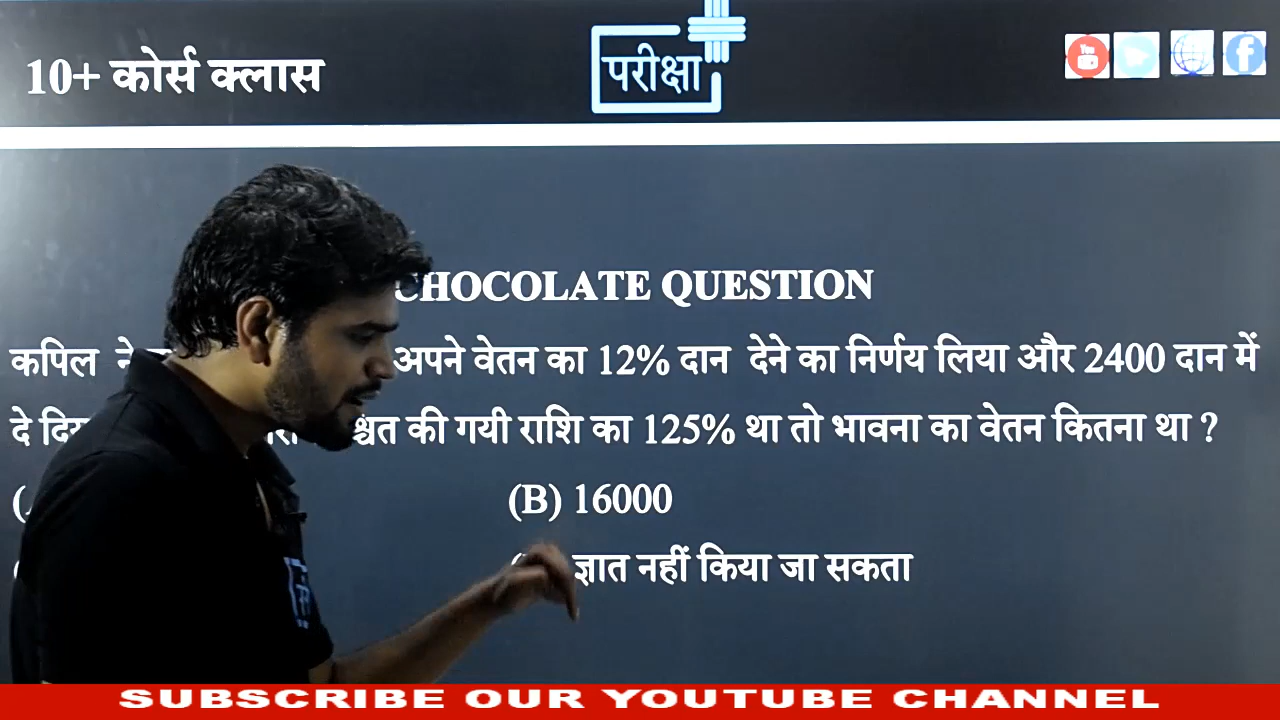 10+ कोर्स क्लास
परीक्षा
CHOCOLATE QUESTION
कपिल ने अपने वेतन का 12% दान देने का निर्णय लिया और 2400 दान में
दे की गयी राशि का 125% था तो भावना का वेतन कितना था ?
(B) 16000
ज्ञात नहीं किया जा सकता
SUBSCRIBE OUR YOUTUBE CHANNEL